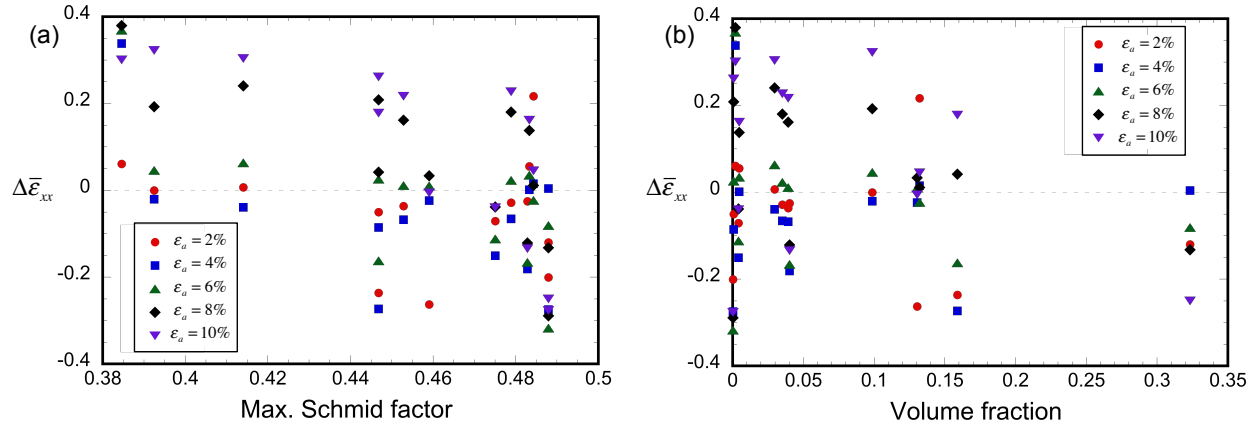 (a)
0.4
0.2
0
-0.2
-0.4
Δε̄xx
εa = 2%
εa = 4%
εa = 6%
εa = 8%
εa = 10%
0.38 0.4 0.42 0.44 0.46 0.48 0.5
Max. Schmid factor
(b)
0.4
0.2
0
-0.2
-0.4
Δε̄xx
εa = 2%
εa = 4%
εa = 6%
εa = 8%
εa = 10%
0 0.05 0.1 0.15 0.2 0.25 0.3 0.35
Volume fraction